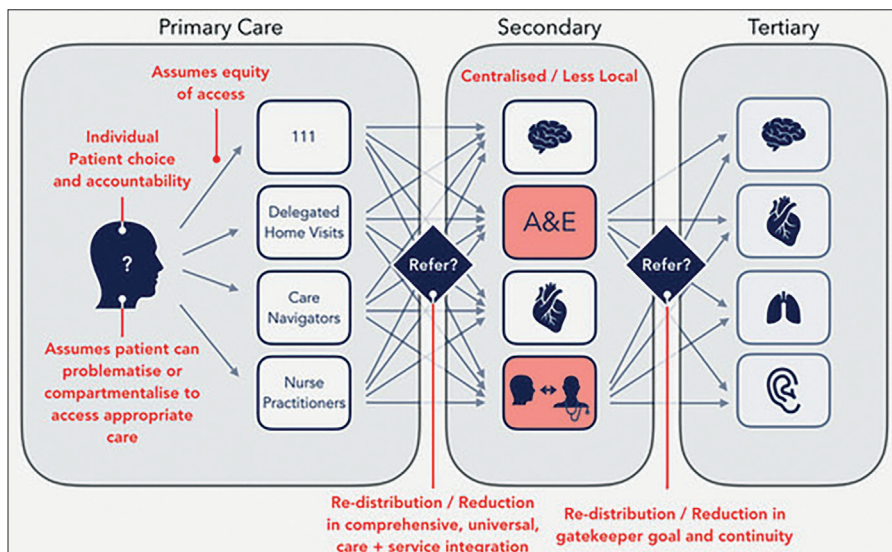 Primary Care
Secondary
Tertiary
Assumes equity
of access
Individual
Patient choice
and accountability
?
Assumes patient can
problematise or
compartmentalise to
access appropriate
care
111
Delegated
Home Visits
Care
Navigators
Nurse
Practitioners
Refer?
Re-distribution / Reduction
in comprehensive, universal,
care + service integration
Centralised / Less Local
A&E
Refer?
Re-distribution / Reduction in
gatekeeper goal and continuity